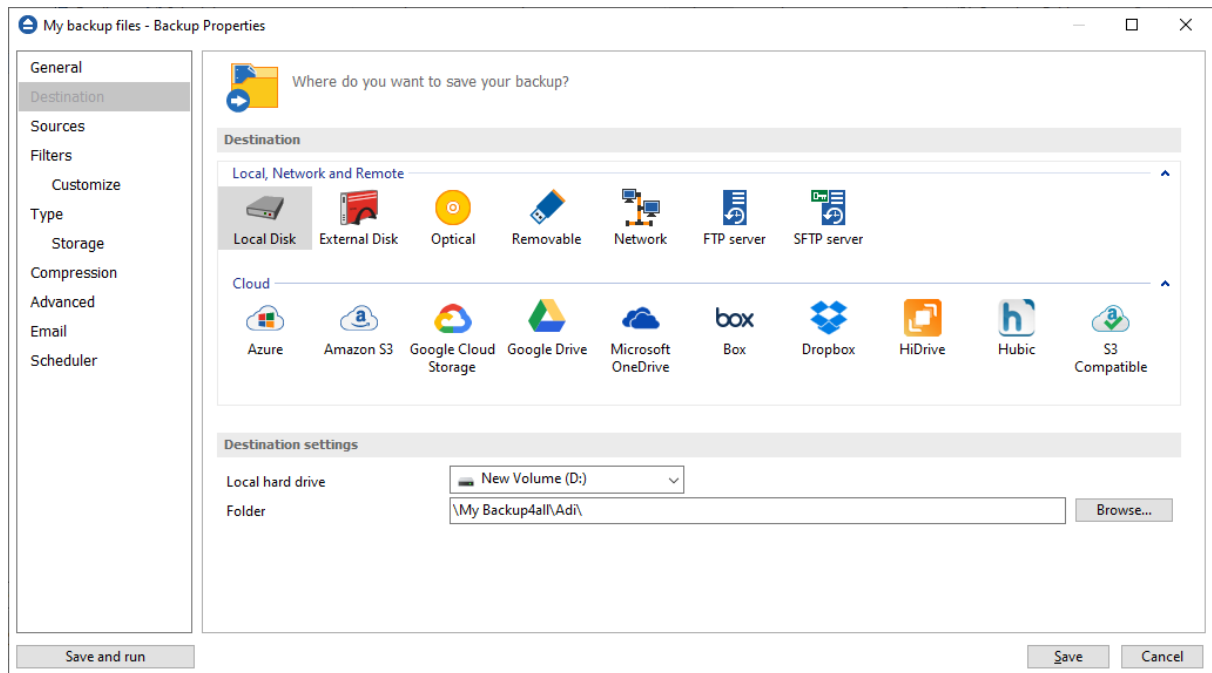 My backup files - Backup Properties
General
Destination
Sources
Filters
Customize
Type
Storage
Compression
Advanced
Email
Scheduler
Where do you want to save your backup?
Destination
Local, Network and Remote
Local Disk
External Disk
Optical
Removable
Network
FTP server
SFTP server
Cloud
Azure
a
Amazon S3
Google Cloud
Storage
Google Drive
Microsoft
OneDrive
box
Box
Dropbox
HiDrive
h
Hubic
a
S3
Compatible
Destination settings
Local hard drive
New Volume (D:)
Folder
\My Backup4all\Adi\
Browse...
Save and run
Save
Cancel